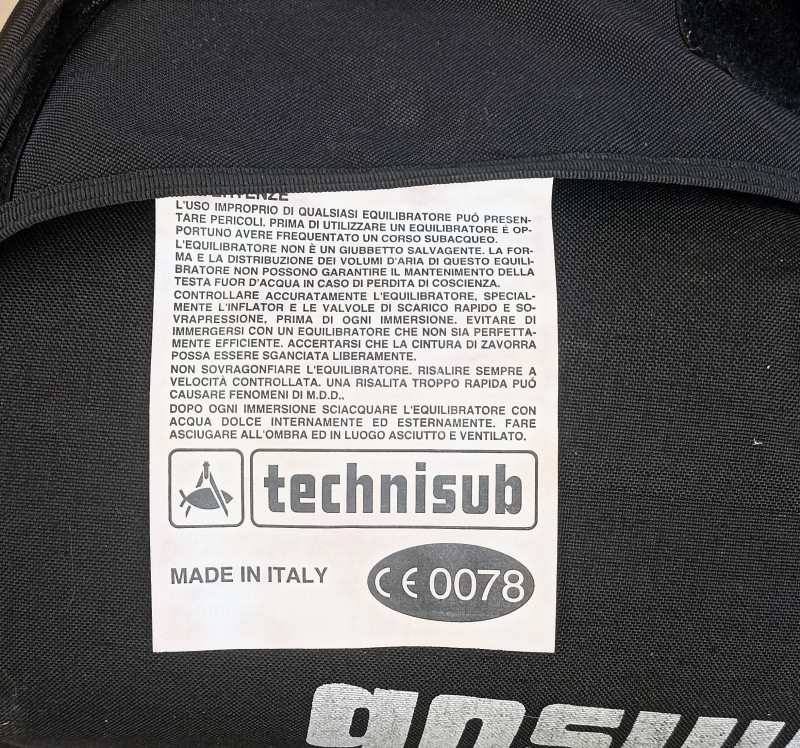 L'USO IMPROPRIO DI QUALSIASI EQUILIBRATORE PUÓ PRESEN-
TARE PERICOLI. PRIMA DI UTILIZZARE UN EQUILIBRATORE È OP-
PORTUNO AVERE FREQUENTATO UN CORSO SUBACQUEO.
L'EQUILIBRATORE NON È UN GIUBBETTO SALVAGENTE. LA FOR-
MA E LA DISTRIBUZIONE DEI VOLUMI D'ARIA DI QUESTO EQUILI-
BRATORE NON POSSONO GARANTIRE IL MANTENIMENTO DELLA
TESTA FUOR D'ACQUA IN CASO DI PERDITA DI COSCIENZA.
CONTROLLARE ACCURATAMENTE L'EQUILIBRATORE, SPECIAL-
MENTE L'INFLATOR E LE VALVOLE DI SCARICO RAPIDO E SO-
VRAPRESSIONE, PRIMA DI OGNI IMMERSIONE. EVITARE DI
IMMERGERSI CON UN EQUILIBRATORE CHE NON SIA PERFETTA-
MENTE EFFICIENTE. ACCERTARSI CHE LA CINTURA DI ZAVORRA
POSSA ESSERE SGANCIATA LIBERAMENTE.
NON SOVRAGONFIARE L'EQUILIBRATORE. RISALIRE SEMPRE A
VELOCITÀ CONTROLLATA. UNA RISALITA TROPPO RAPIDA PUÓ
CAUSARE FENOMENI DI M.D.D..
DOPO OGNI IMMERSIONE SCIACQUARE L'EQUILIBRATORE CON
ACQUA DOLCE INTERNAMENTE ED ESTERNAMENTE. FARE
ASCIUGARE ALL'OMBRA ED IN LUOGO ASCIUTTO E VENTILATO.
technisub
MADE IN ITALY
CE 0078